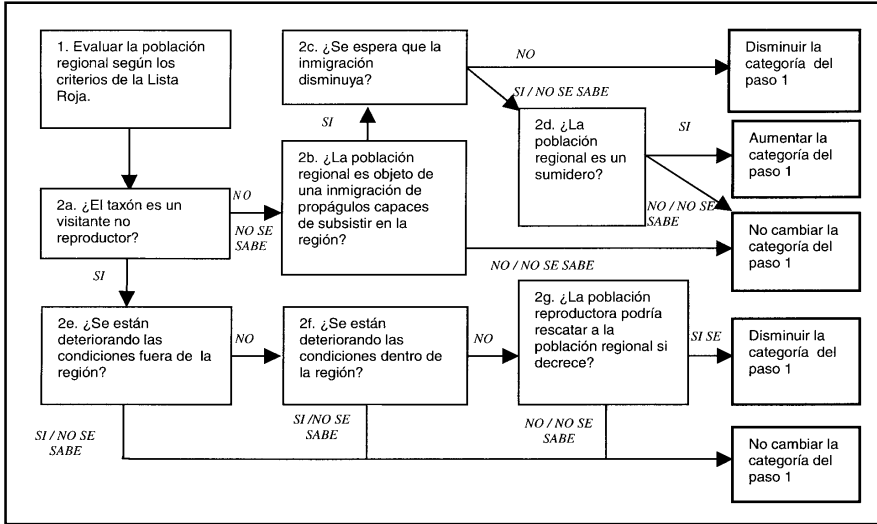 1. Evaluar la población
regional según los
criterios de la Lista
Roja.
2c. ¿Se espera que la
inmigración
disminuya?
NO
Disminuir la
categoría del
paso 1
SI / NO SE SABE
SI
2d. ¿La
población
regional es un
sumidero?
SI
Aumentar la
categoría del
paso 1
2a. ¿El taxón es un
visitante no
reproductor?
NO
NO SE
SABE
2b. ¿La población
regional es objeto de
una inmigración de
propágulos capaces
de subsistir en la
región?
NO / NO SE
SABE
No cambiar la
categoría del
paso 1
NO / NO SE SABE
SI
2e. ¿Se están
deteriorando las
condiciones fuera de la
región?
NO
2f. ¿Se están
deteriorando las
condiciones dentro de
la región?
NO
2g. ¿La población
reproductora podría
rescatar a la
población regional si
decrece?
SI SE
Disminuir la
categoría del
paso 1
SI / NO SE
SABE
SI /NO SE
SABE
NO / NO SE
SABE
No cambiar la
categoría del
paso 1